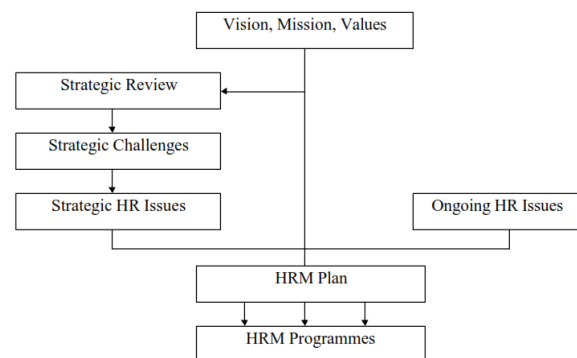 Vision, Mission, Values
Strategic Review
Strategic Challenges
Strategic HR Issues
Ongoing HR Issues
HRM Plan
HRM Programmes